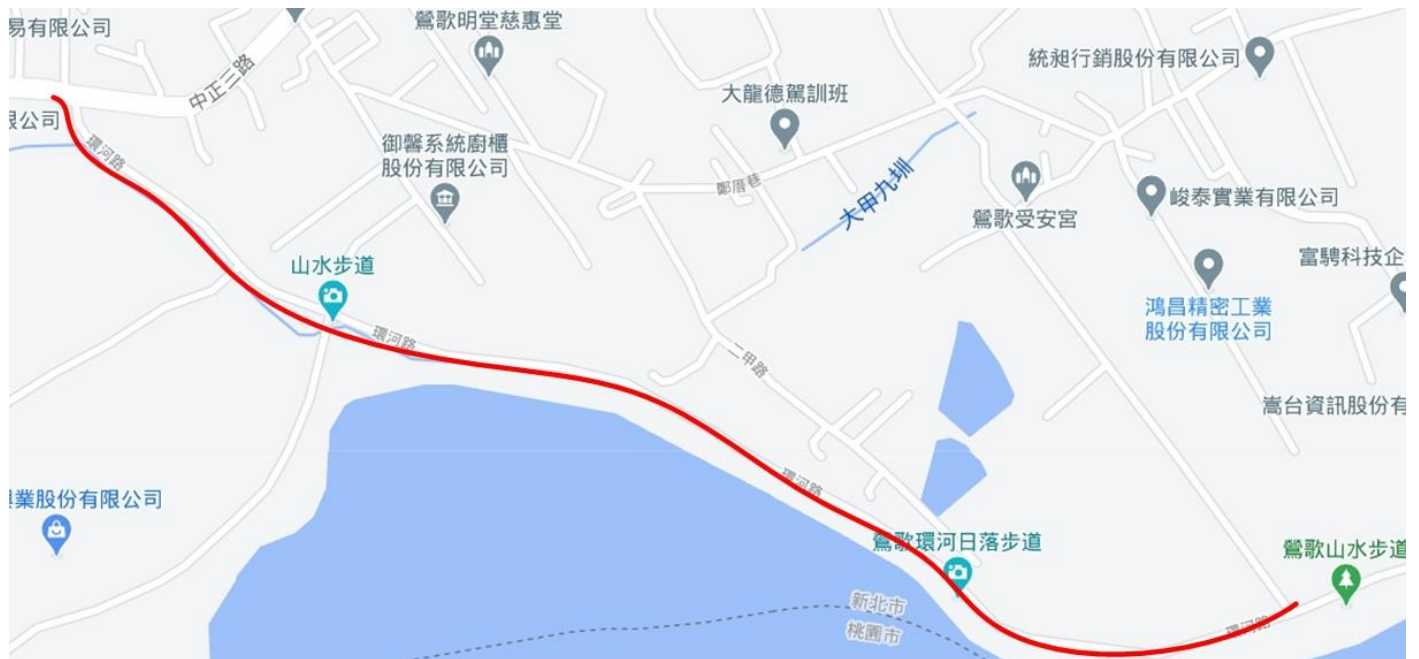 易有限公司
鶯歌明堂慈惠堂
統昶行銷股份有限公司
中正三路
大龍德駕訓班
限公司
環河路
御馨系統廚櫃
股份有限公司
鄭厝巷
大甲九圳
鶯歌受安宮
峻泰實業有限公司
山水步道
富騁科技企
鴻昌精密工業
股份有限公司
環河路
二甲路
嵩台資訊股份有
環河路
業股份有限公司
鶯歌環河日落步道
鶯歌山水步道
新北市
桃園市
環河路